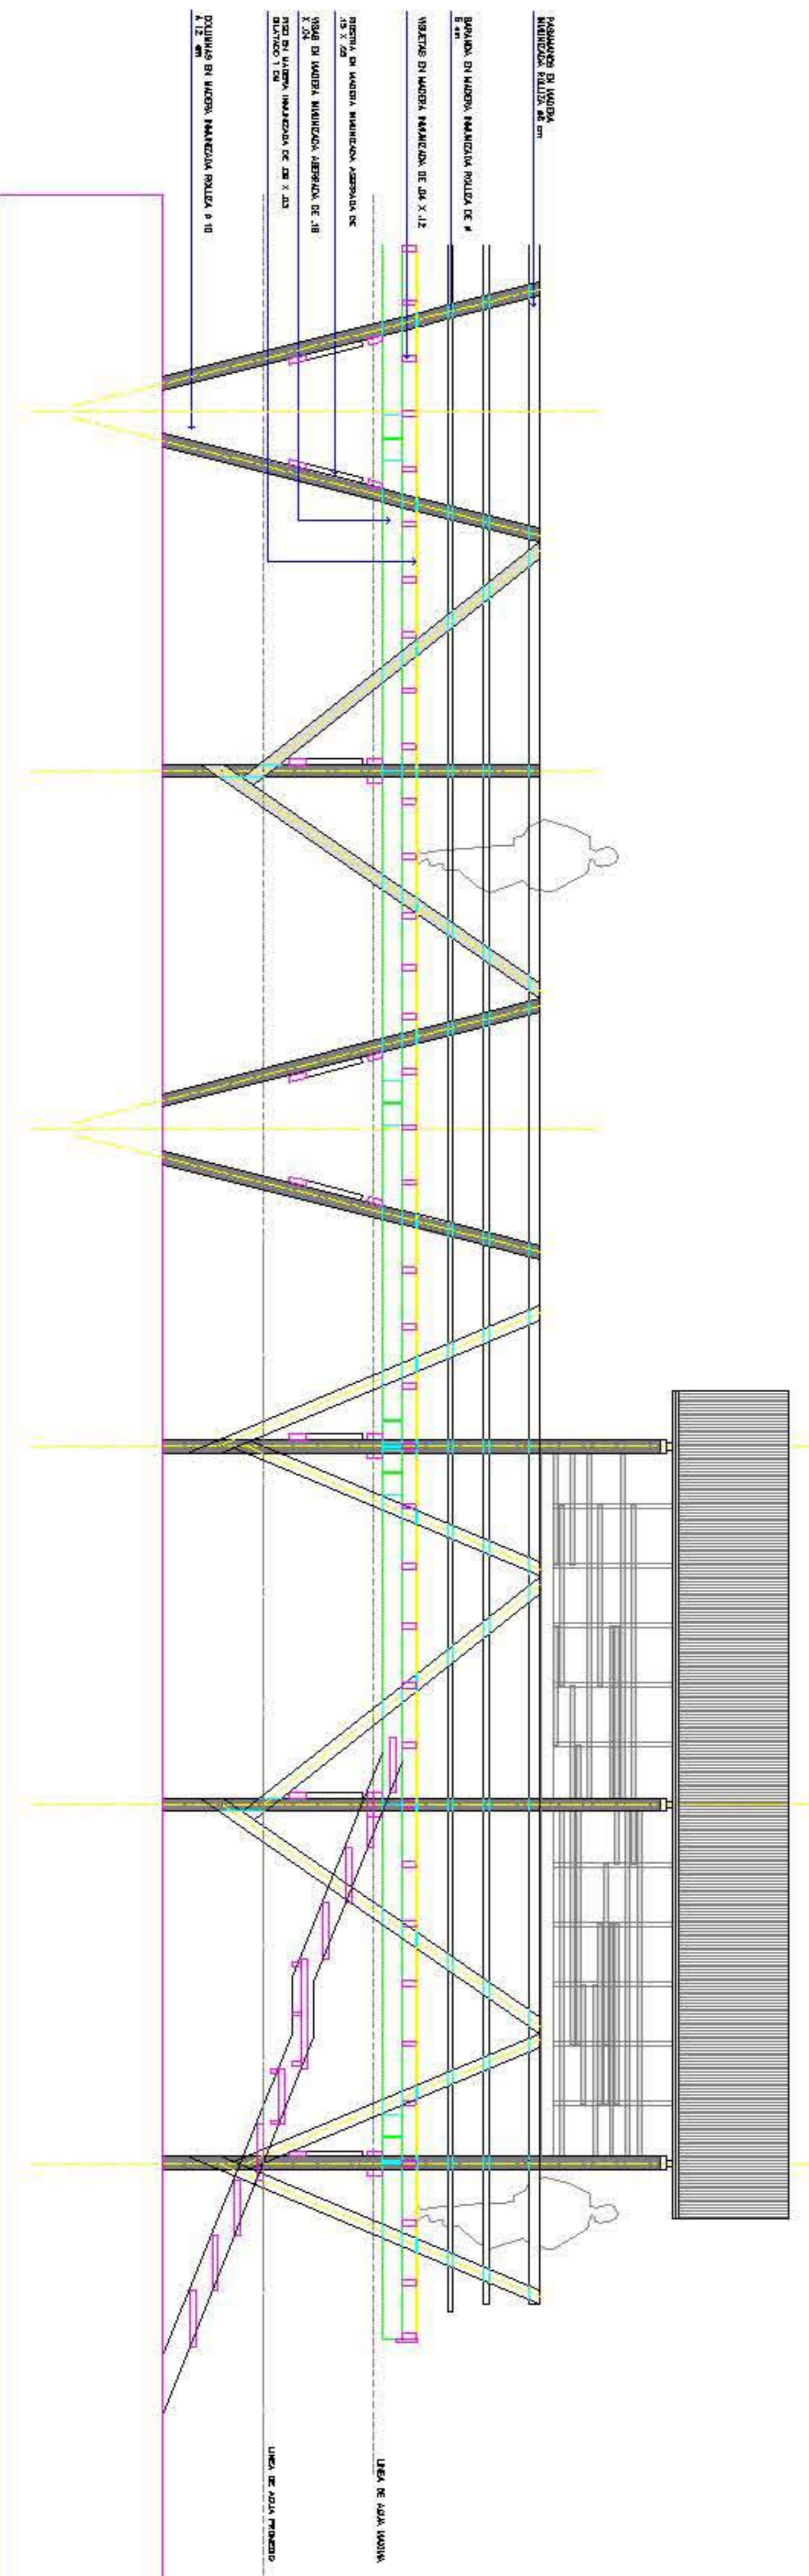 PASAMANOS EN MADERA
INMUNIZADA ROLLIZA ø8 cm
BARANDA EN MADERA INMUNIZADA ROLLIZA DE ø
6 cm
VIGUETAS EN MADERA INMUNIZADA DE .04 X .12
RIOSTRA EN MADERA INMUNIZADA ASERRADA DE
.15 X .05
VIGAS EN MADERA INMUNIZADA ASERRADA DE .18
X .04
PISO EN MADERA INMUNIZADA DE .09 X .03
DILATADO 1 CM
COLUMNAS EN MADERA INMUNIZADA ROLLIZA ø 10
A 12 cm
LINEA DE AGUA MAXIMA
LINEA DE AGUA PROMEDIO